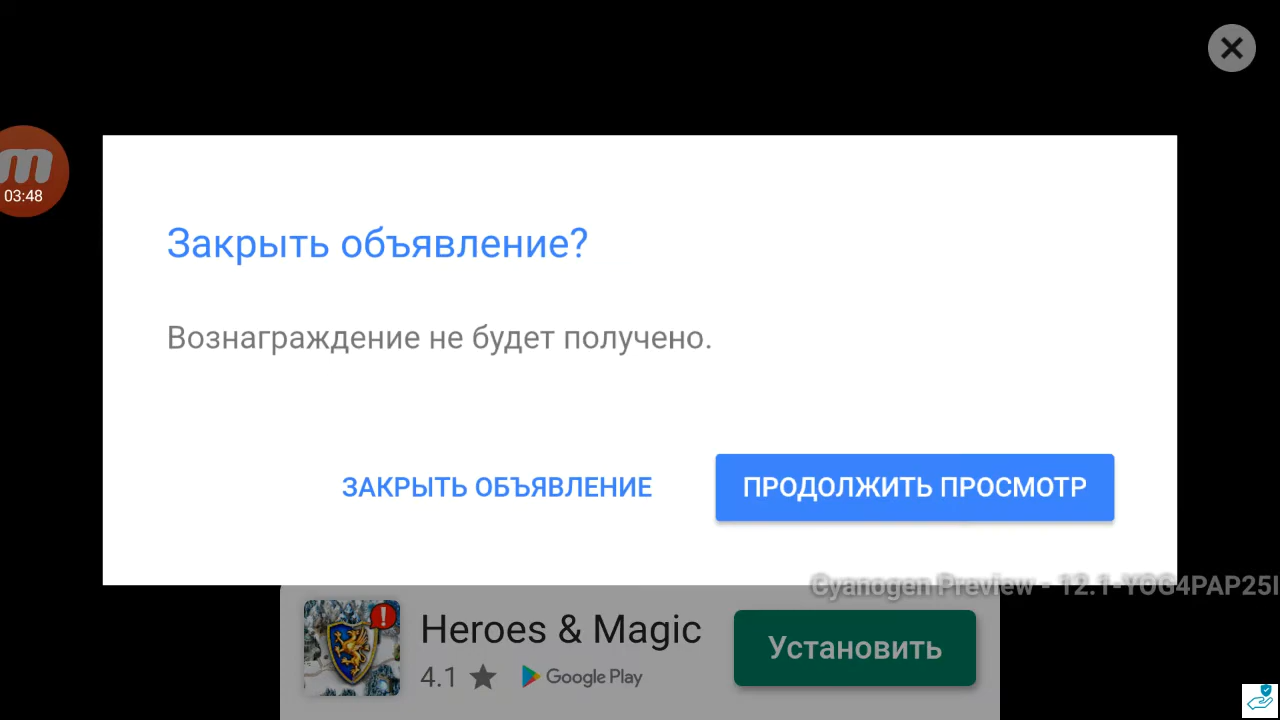 03:48
Закрыть объявление?
Вознаграждение не будет получено.
ЗАКРЫТЬ ОБЪЯВЛЕНИЕ
ПРОДОЛЖИТЬ ПРОСМОТР
Cyanogen Preview - 12.1-YOG4PAP25I
Heroes & Magic
4.1
Google Play
Установить